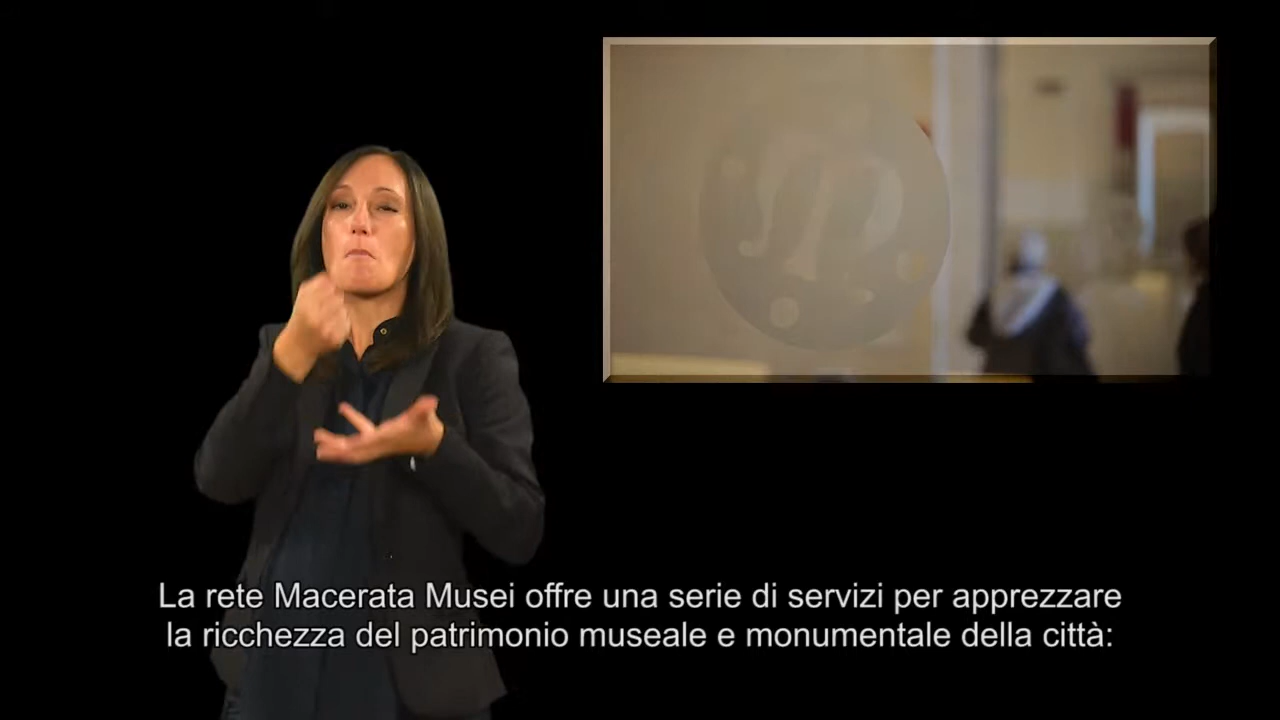 La rete Macerata Musei offre una serie di servizi per apprezzare
la ricchezza del patrimonio museale e monumentale della città: